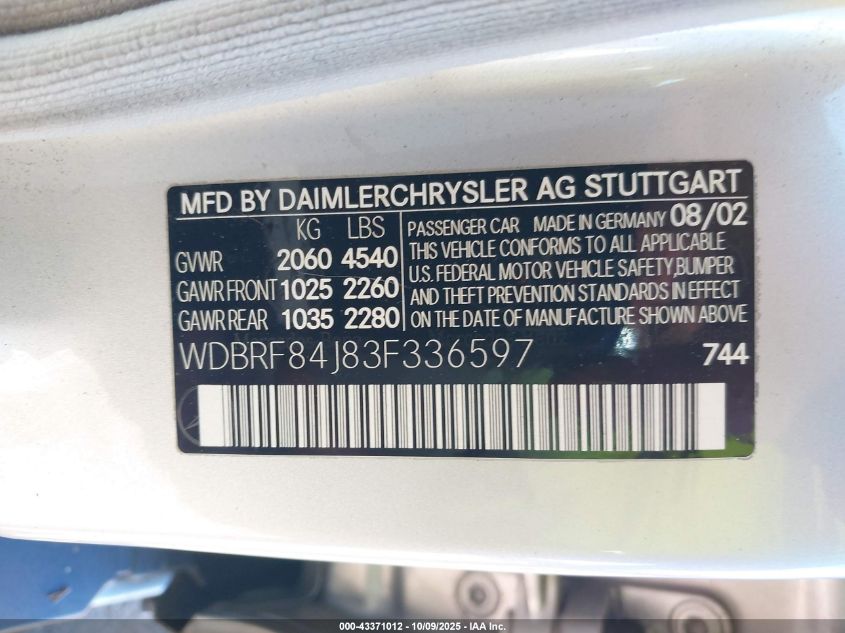 MFD BY DAIMLERCHRYSLER AG STUTTGART
KG LBS
GVWR 2060 4540
GAWR FRONT 1025 2260
GAWR REAR 1035 2280
PASSENGER CAR MADE IN GERMANY 08/02
THIS VEHICLE CONFORMS TO ALL APPLICABLE
U.S. FEDERAL MOTOR VEHICLE SAFETY,BUMPER
AND THEFT PREVENTION STANDARDS IN EFFECT
ON THE DATE OF MANUFACTURE SHOWN ABOVE
WDBRF84J83F336597 744
000-43371012 - 10/09/2025 - IAA Inc.